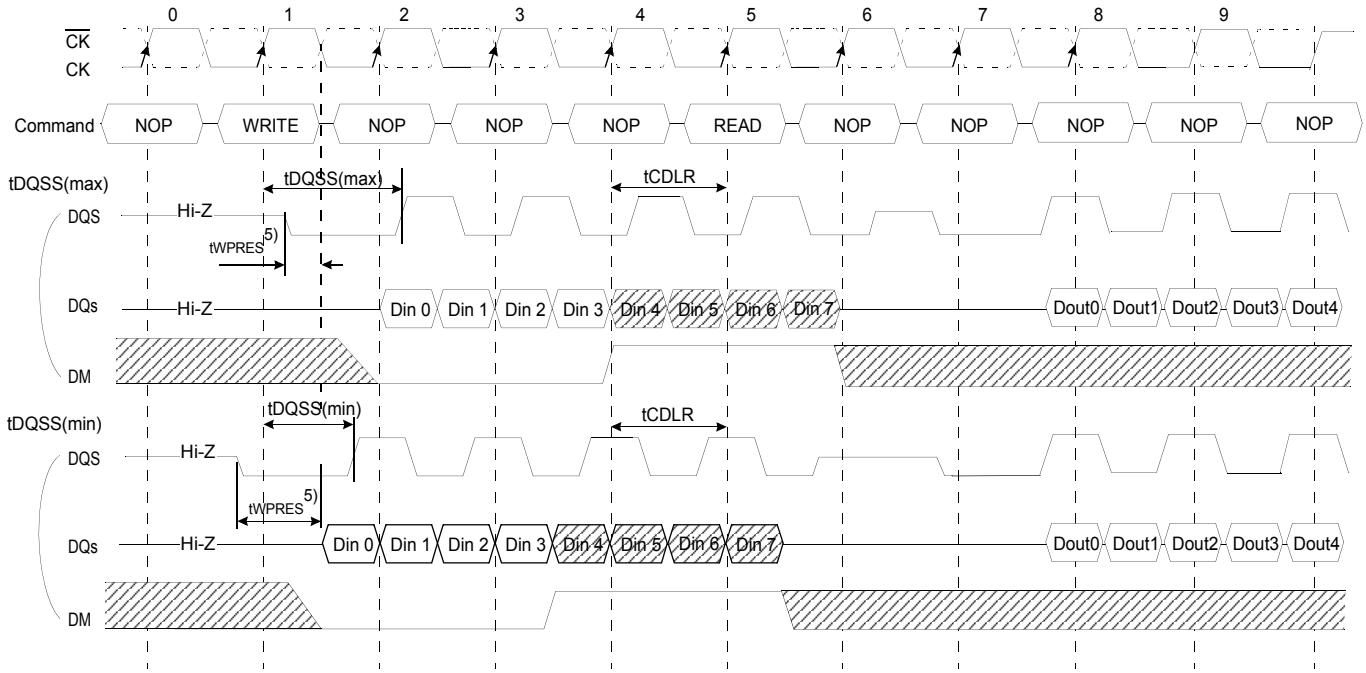 0 1 2 3 4 5 6 7 8 9
CK
CK
Command NOP WRITE NOP NOP NOP READ NOP NOP NOP NOP NOP
tDQSS(max)
tDQSS(max) tCDLR
DQS Hi-Z
tWPRES 5)
DQs Hi-Z Din 0 Din 1 Din 2 Din 3 Din 4 Din 5 Din 6 Din 7 Dout0 Dout1 Dout2 Dout3 Dout4
DM
tDQSS(min) tCDLR
tDQSS(min)
DQS Hi-Z
tWPRES 5)
DQs Hi-Z Din 0 Din 1 Din 2 Din 3 Din 4 Din 5 Din 6 Din 7 Dout0 Dout1 Dout2 Dout3 Dout4
DM